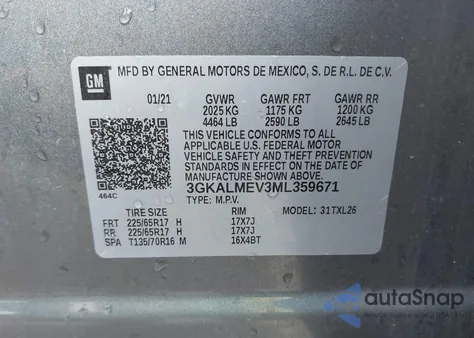 GM
MFD BY GENERAL MOTORS DE MEXICO, S. DE R.L. DE C.V.
01/21 GVWR GAWR FRT GAWR RR
2025 KG 1175 KG 1200 KG
4464 LB 2590 LB 2645 LB
THIS VEHICLE CONFORMS TO ALL
APPLICABLE U.S. FEDERAL MOTOR
VEHICLE SAFETY AND THEFT PREVENTION
STANDARDS IN EFFECT ON THE DATE OF
MANUFACTURE SHOWN ABOVE.
464C
3GKALMEV3ML359671
TYPE: M.P.V.
TIRE SIZE RIM MODEL: 31TXL26
FRT 225/65R17 H 17X7J
RR 225/65R17 H 17X7J
SPA T135/70R16 M 16X4BT
autoSnap